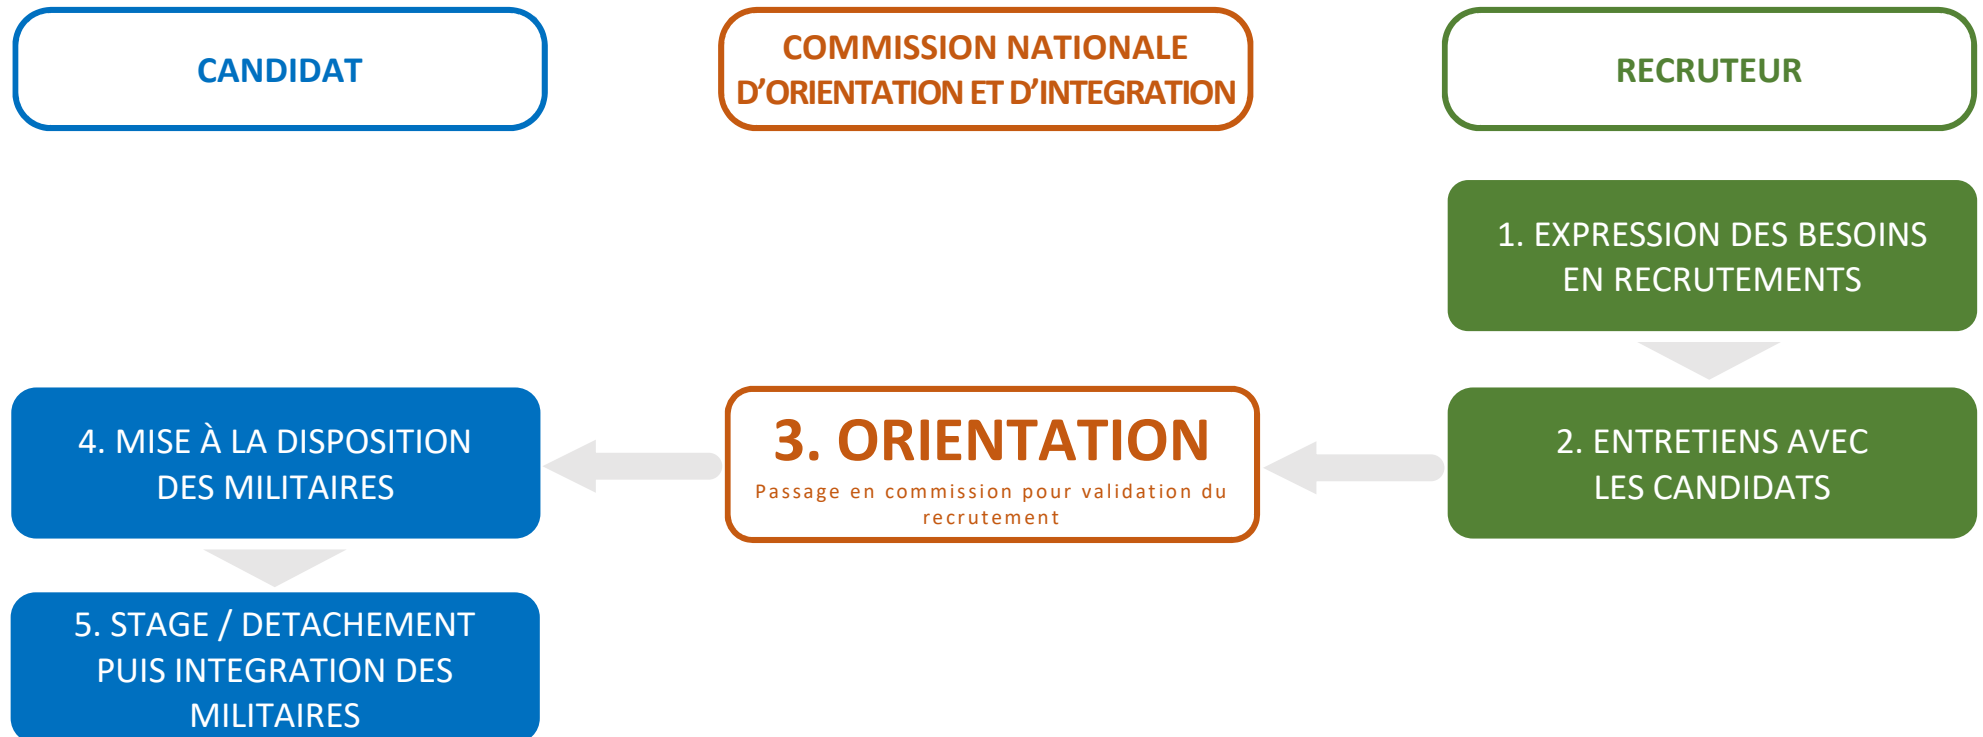 CANDIDAT
COMMISSION NATIONALE
D’ORIENTATION ET D’INTEGRATION
RECRUTEUR
1. EXPRESSION DES BESOINS
EN RECRUTEMENTS
2. ENTRETIENS AVEC
LES CANDIDATS
3. ORIENTATION
Passage en commission pour validation du
recrutement
4. MISE À LA DISPOSITION
DES MILITAIRES
5. STAGE / DETACHEMENT
PUIS INTEGRATION DES
MILITAIRES